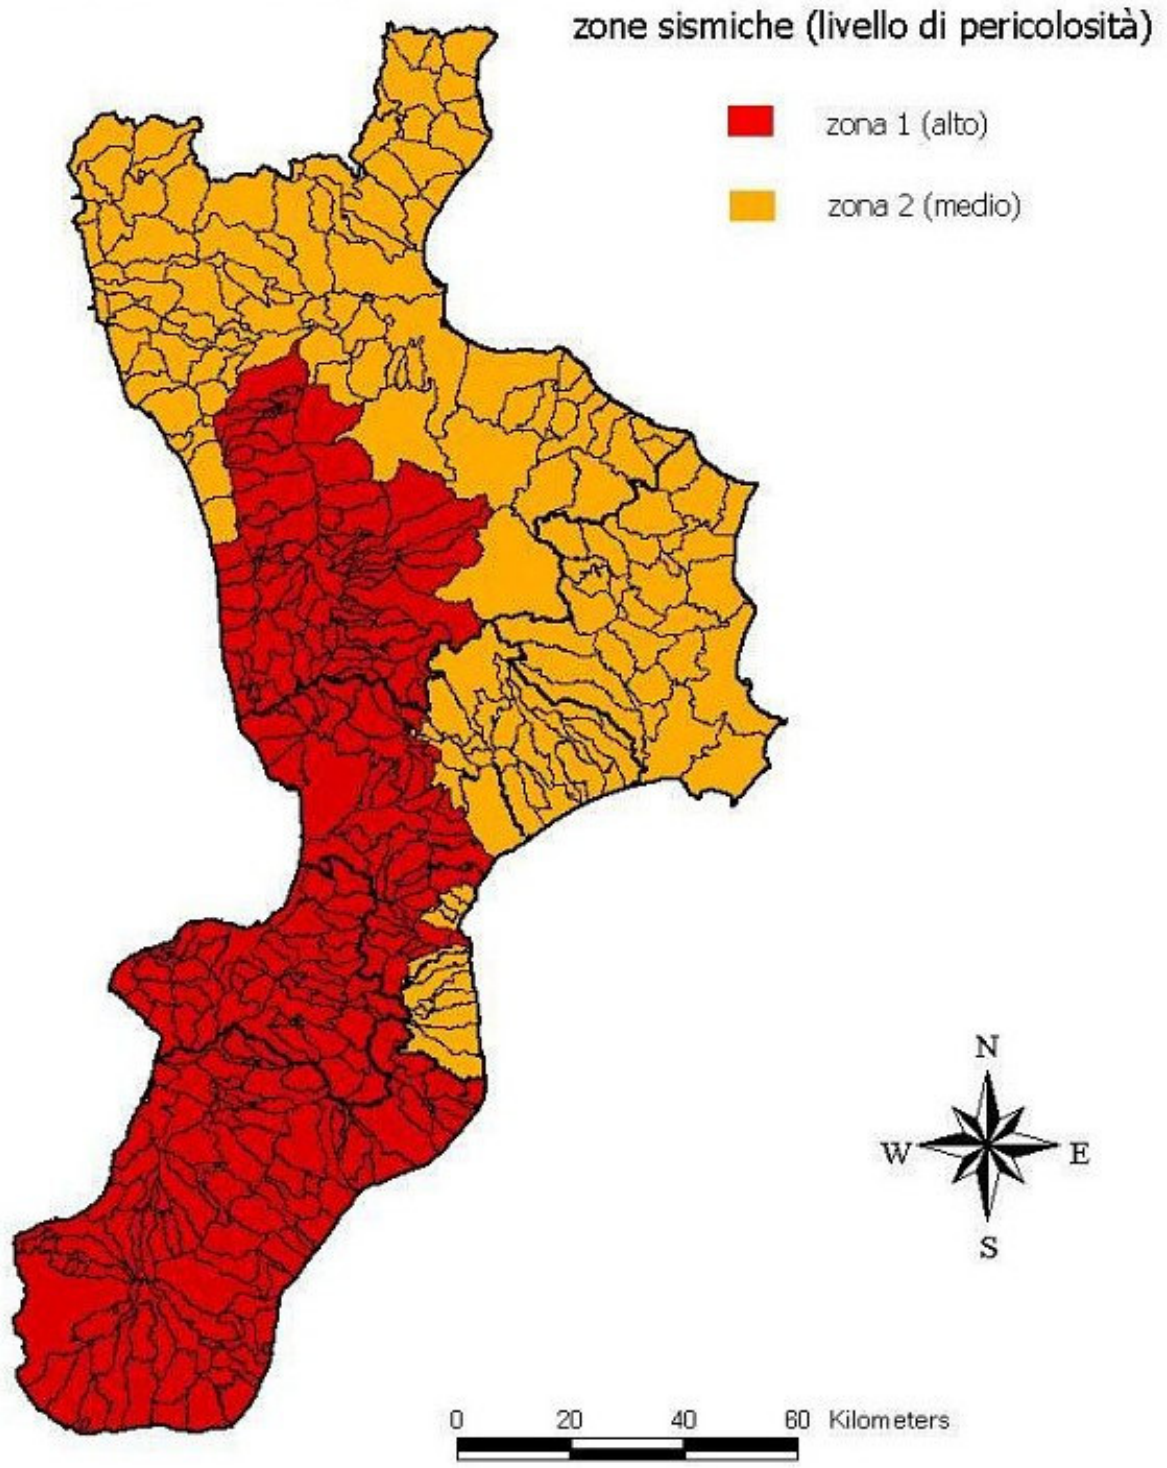 zone sismiche (livello di pericolosità)
zona 1 (alto)
zona 2 (medio)
N
W E
S
0 20 40 60 Kilometers